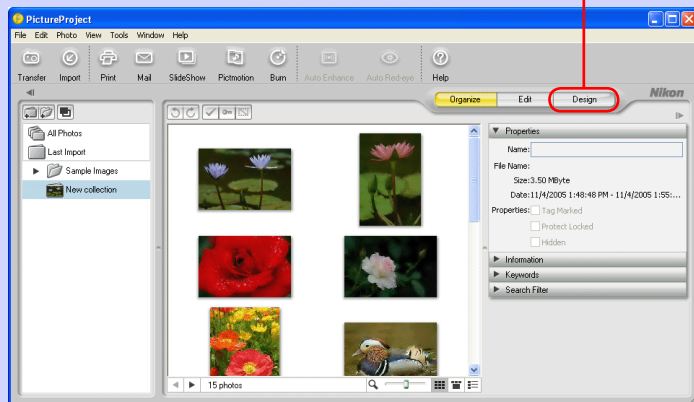 PictureProject
File Edit Photo View Tools Window Help
Transfer Import Print Mail SlideShow Pictmotion Burn Auto Enhance Auto Red-eye Help
Organize Edit Design
Nikon
All Photos
Last Import
Sample Images
New collection
Properties
Name:
File Name:
Size:3.50 MByte
Date:11/4/2005 1:48:48 PM - 11/4/2005 1:55:...
Properties: Tag Marked
Protect Locked
Hidden
Information
Keywords
Search Filter
15 photos